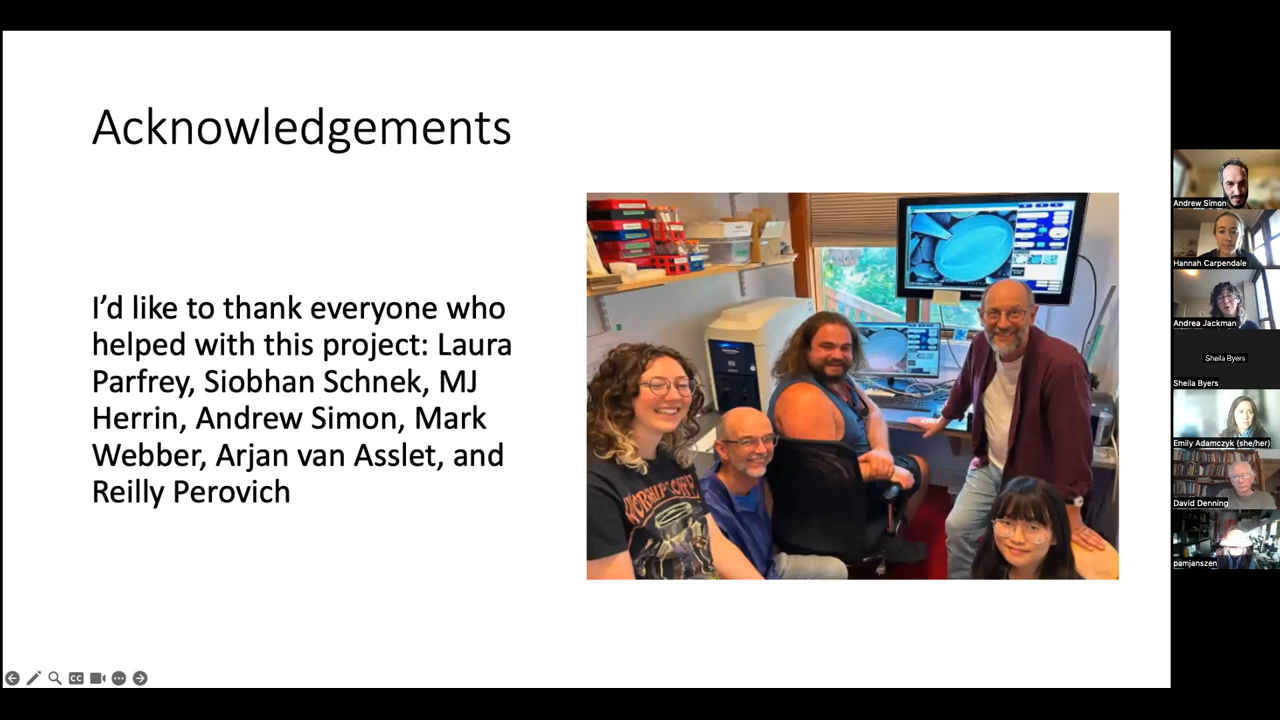 Acknowledgements
I'd like to thank everyone who
helped with this project: Laura
Parfrey, Siobhan Schnek, MJ
Herrin, Andrew Simon, Mark
Webber, Arjan van Asslet, and
Reilly Perovich
Andrew Simon
Hannah Carpendale
Andrea Jackman
Sheila Byers
Sheila Byers
Emily Adamczyk (she/her)
David Denning
pamjanszen
CC